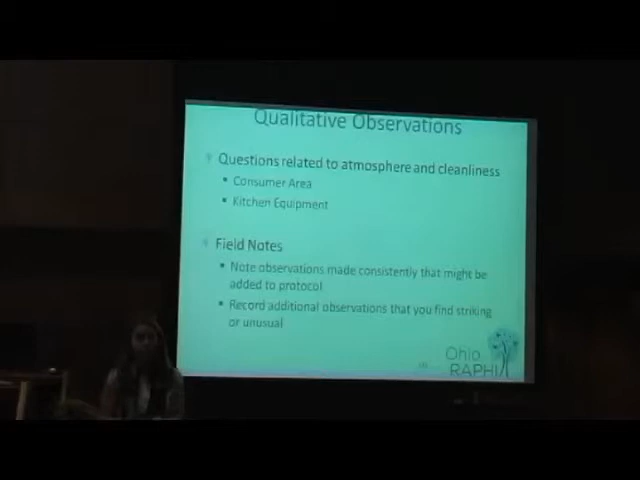 Qualitative Observations
Questions related to atmosphere and cleanliness
Consumer Area
Kitchen Equipment
Field Notes
Note observations made consistently that might be
added to protocol
Record additional observations that you find striking
or unusual
Ohio
RAPHI